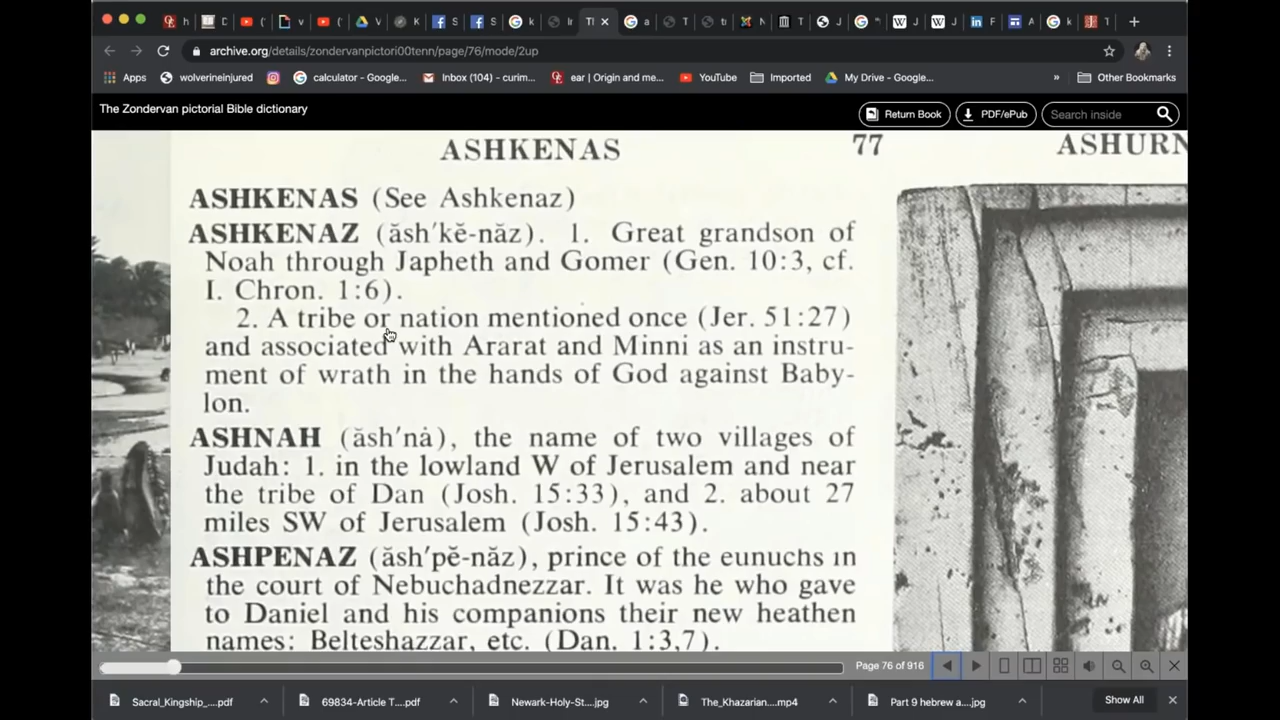 archive.org/details/zondervanpictori00tenn/page/76/mode/2up
Apps wolverineinjured calculator - Google... Inbox (104) - curim... ear | Origin and me... YouTube Imported My Drive - Google... » Other Bookmarks
The Zondervan pictorial Bible dictionary
Return Book PDF/ePub Search inside
ASHKENAS 77 ASHURN
ASHKENAS (See Ashkenaz)
ASHKENAZ (ăsh'kĕ-năz). 1. Great grandson of
Noah through Japheth and Gomer (Gen. 10:3, cf.
I. Chron. 1:6).
2. A tribe or nation mentioned once (Jer. 51:27)
and associated with Ararat and Minni as an instru-
ment of wrath in the hands of God against Baby-
lon.
ASHNAH (ăsh'nȧ), the name of two villages of
Judah: 1. in the lowland W of Jerusalem and near
the tribe of Dan (Josh. 15:33), and 2. about 27
miles SW of Jerusalem (Josh. 15:43).
ASHPENAZ (ăsh'pĕ-năz), prince of the eunuchs in
the court of Nebuchadnezzar. It was he who gave
to Daniel and his companions their new heathen
names: Belteshazzar, etc. (Dan. 1:3,7).
Page 76 of 916
Sacral_Kingship_....pdf 69834-Article T....pdf Newark-Holy-St....jpg The_Khazarian....mp4 Part 9 hebrew a....jpg Show All